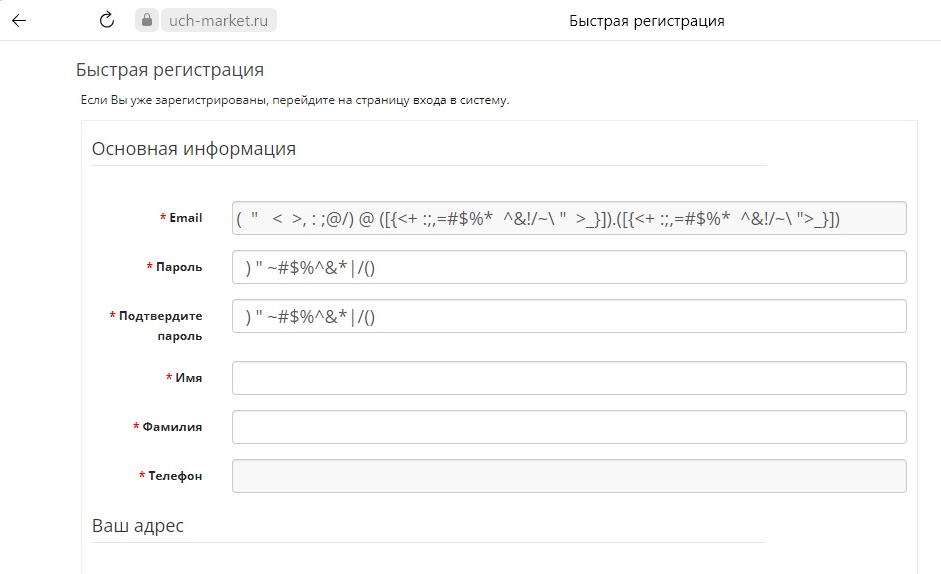 uch-market.ru Быстрая регистрация
Быстрая регистрация
Если Вы уже зарегистрированы, перейдите на страницу входа в систему.
Основная информация
* Email ( " < >, : ;@/) @ ([{<+ :;,=#$%* ^&!/~\ " >_}]).([{<+ :;,=#$%* ^&!/~\ ">_}])
* Пароль ) " ~#$%^&*|/()
* Подтвердите пароль ) " ~#$%^&*|/()
* Имя
* Фамилия
* Телефон
Ваш адрес